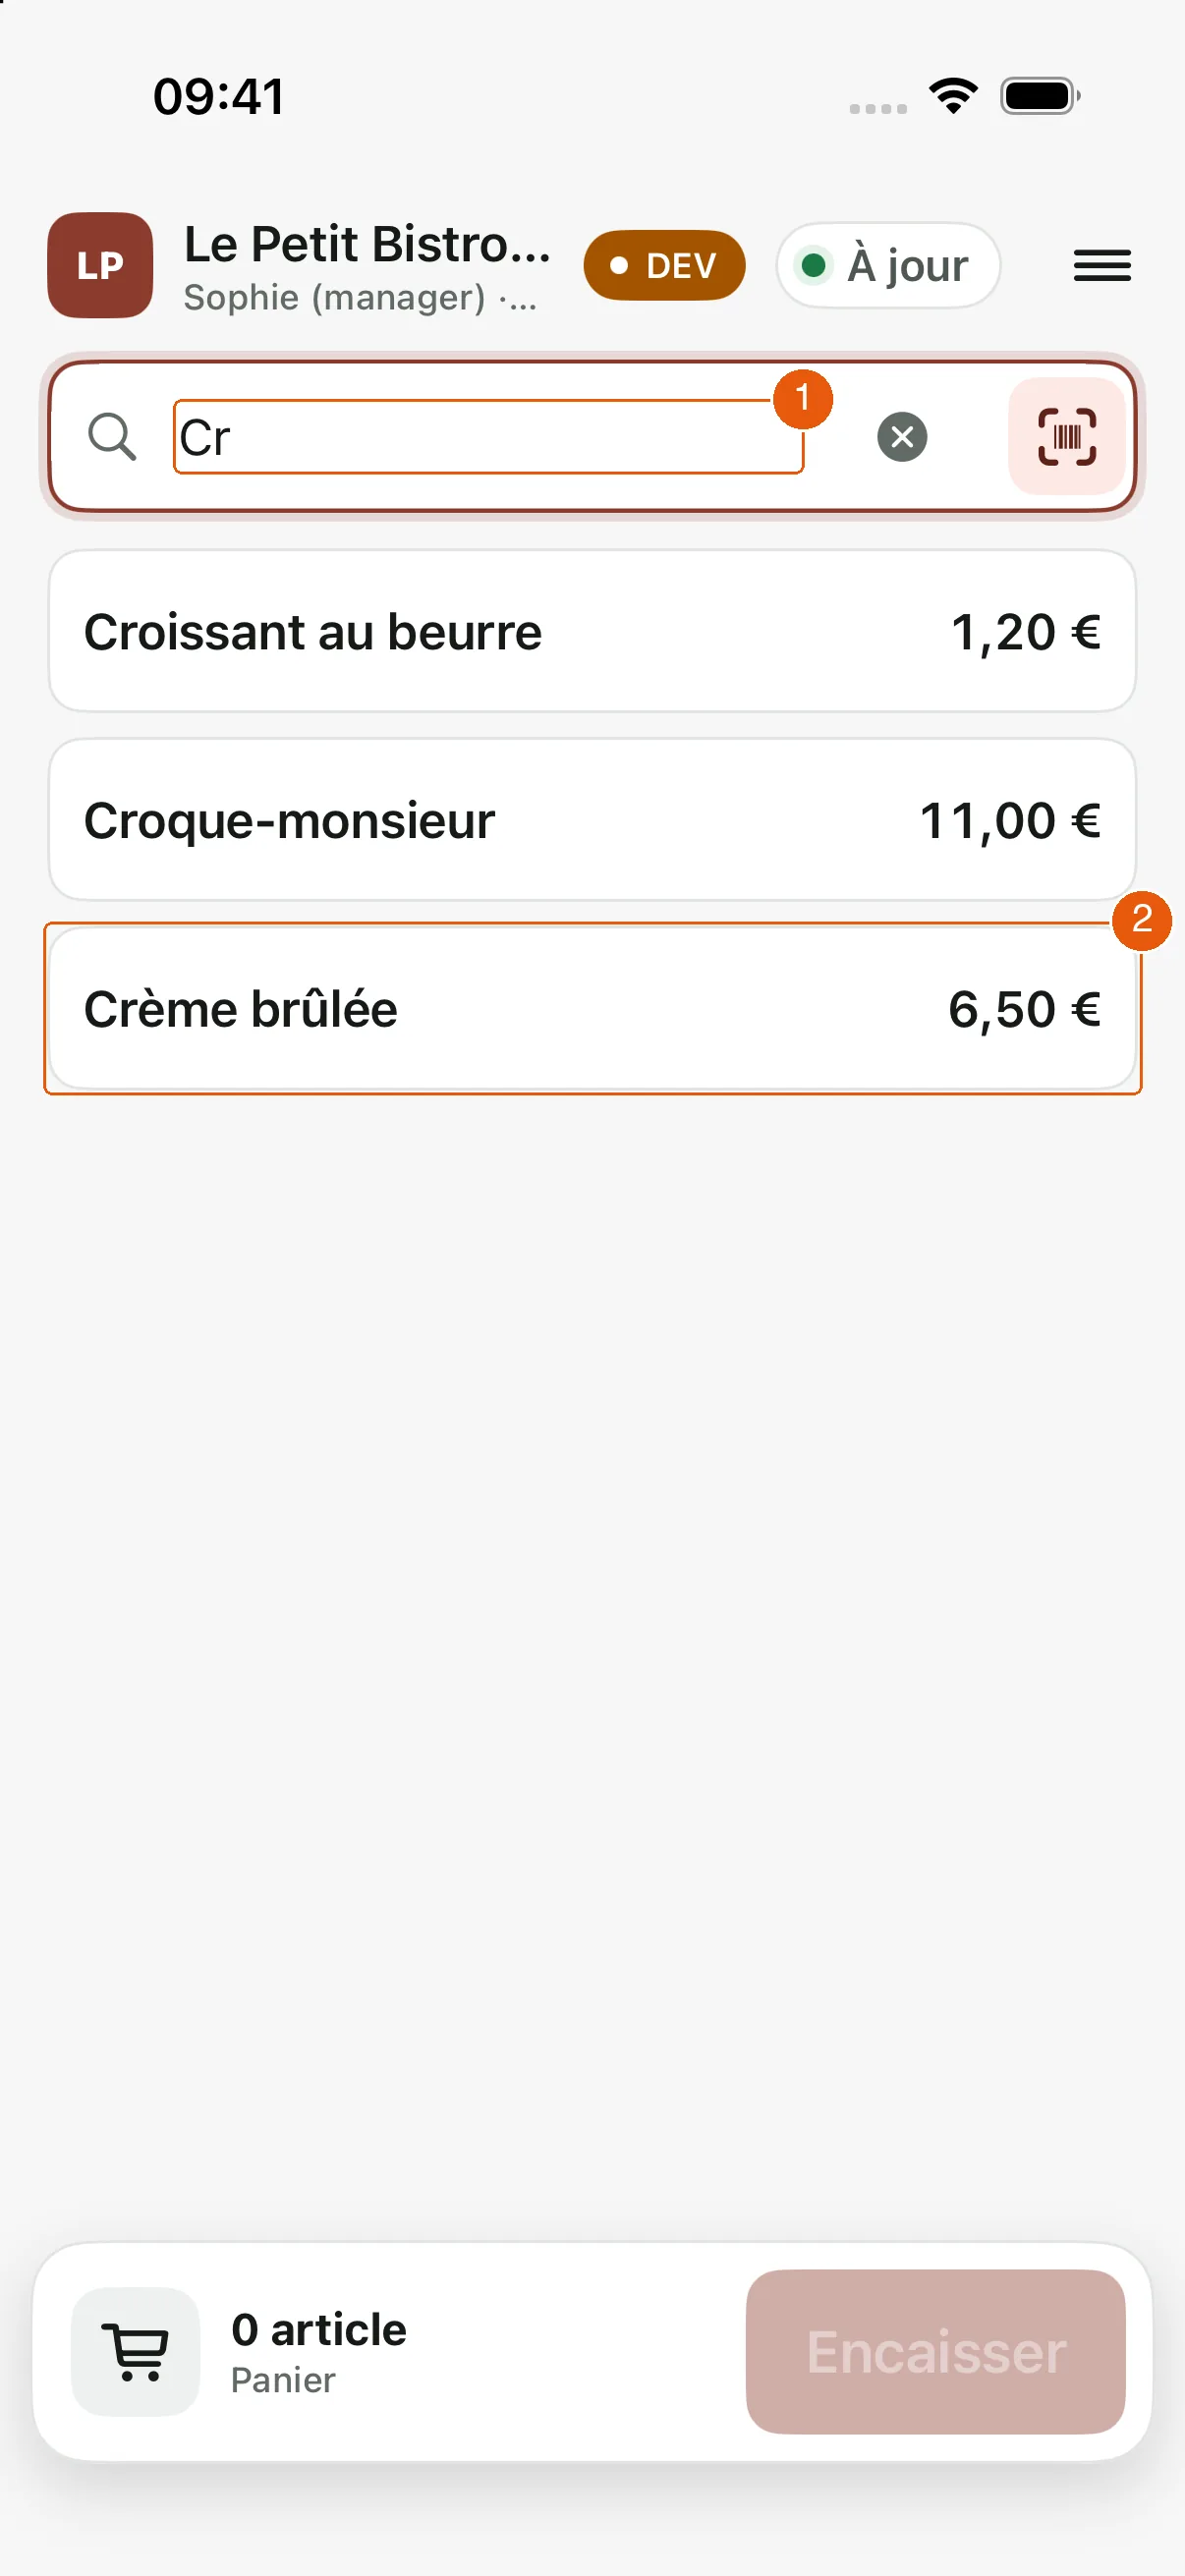 09:41
LP
Le Petit Bistro...
Sophie (manager) ·...
DEV
À jour
Cr
1
Croissant au beurre 1,20 €
Croque-monsieur 11,00 €
2
Crème brûlée 6,50 €
0 article
Panier
Encaisser